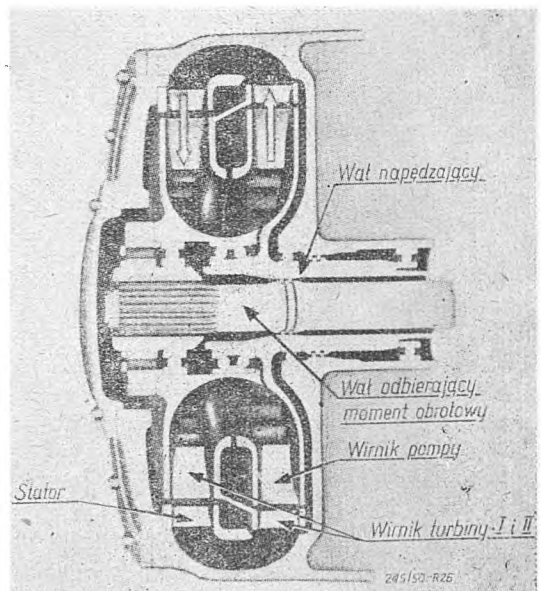 Wał napędzający
Wał odbierający
moment obrotowy
Wirnik pompy
Stator
Wirnik turbiny I i II
245/50-R26